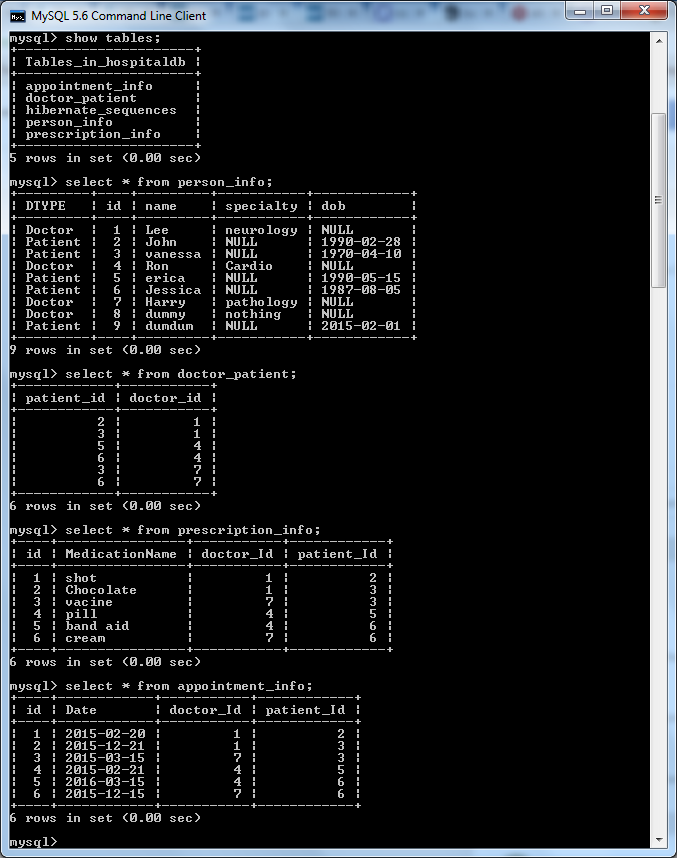 MySQL 5.6 Command Line Client
mysql> show tables;
+---------------------+
| Tables_in_hospitaldb |
+---------------------+
| appointment_info     |
| doctor_patient       |
| hibernate_sequences  |
| person_info          |
| prescription_info    |
+---------------------+
5 rows in set (0.00 sec)
mysql> select * from person_info;
+---------+----+---------+-----------+------------+
| DTYPE   | id | name    | specialty | dob        |
+---------+----+---------+-----------+------------+
| Doctor  |  1 | Lee     | neurology | NULL       |
| Patient |  2 | John    | NULL      | 1990-02-28 |
| Patient |  3 | vanessa | NULL      | 1970-04-10 |
| Doctor  |  4 | Ron     | Cardio    | NULL       |
| Patient |  5 | erica   | NULL      | 1990-05-15 |
| Patient |  6 | Jessica | NULL      | 1987-08-05 |
| Doctor  |  7 | Harry   | pathology | NULL       |
| Doctor  |  8 | dummy   | nothing   | NULL       |
| Patient |  9 | dumdum  | NULL      | 2015-02-01 |
+---------+----+---------+-----------+------------+
9 rows in set (0.00 sec)
mysql> select * from doctor_patient;
+------------+-----------+
| patient_id | doctor_id |
+------------+-----------+
|          2 |         1 |
|          3 |         1 |
|          5 |         4 |
|          6 |         4 |
|          3 |         7 |
|          6 |         7 |
+------------+-----------+
6 rows in set (0.00 sec)
mysql> select * from prescription_info;
+----+----------------+-----------+------------+
| id | MedicationName | doctor_Id | patient_Id |
+----+----------------+-----------+------------+
|  1 | shot           |         1 |          2 |
|  2 | Chocolate      |         1 |          3 |
|  3 | vacine         |         7 |          3 |
|  4 | pill           |         4 |          5 |
|  5 | band aid       |         4 |          6 |
|  6 | cream          |         7 |          6 |
+----+----------------+-----------+------------+
6 rows in set (0.00 sec)
mysql> select * from appointment_info;
+----+------------+-----------+------------+
| id | Date       | doctor_Id | patient_Id |
+----+------------+-----------+------------+
|  1 | 2015-02-20 |         1 |          2 |
|  2 | 2015-12-21 |         1 |          3 |
|  3 | 2015-03-15 |         7 |          3 |
|  4 | 2015-02-21 |         4 |          5 |
|  5 | 2016-03-15 |         4 |          6 |
|  6 | 2015-12-15 |         7 |          6 |
+----+------------+-----------+------------+
6 rows in set (0.00 sec)
mysql>